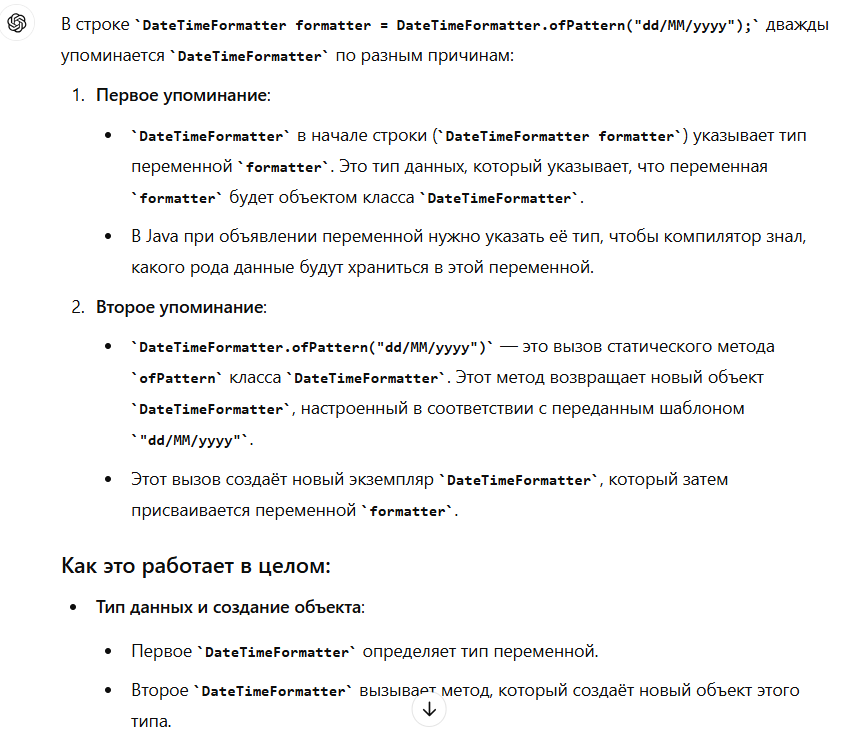 В строке `DateTimeFormatter formatter = DateTimeFormatter.ofPattern("dd/MM/yyyy");` дважды
упоминается `DateTimeFormatter` по разным причинам:
1. Первое упоминание:
• `DateTimeFormatter` в начале строки (`DateTimeFormatter formatter`) указывает тип
переменной `formatter`. Это тип данных, который указывает, что переменная
`formatter` будет объектом класса `DateTimeFormatter`.
• В Java при объявлении переменной нужно указать её тип, чтобы компилятор знал,
какого рода данные будут храниться в этой переменной.
2. Второе упоминание:
• `DateTimeFormatter.ofPattern("dd/MM/yyyy")` — это вызов статического метода
`ofPattern` класса `DateTimeFormatter`. Этот метод возвращает новый объект
`DateTimeFormatter`, настроенный в соответствии с переданным шаблоном
`"dd/MM/yyyy"`.
• Этот вызов создаёт новый экземпляр `DateTimeFormatter`, который затем
присваивается переменной `formatter`.
Как это работает в целом:
• Тип данных и создание объекта:
• Первое `DateTimeFormatter` определяет тип переменной.
• Второе `DateTimeFormatter` вызывает метод, который создаёт новый объект этого
типа.